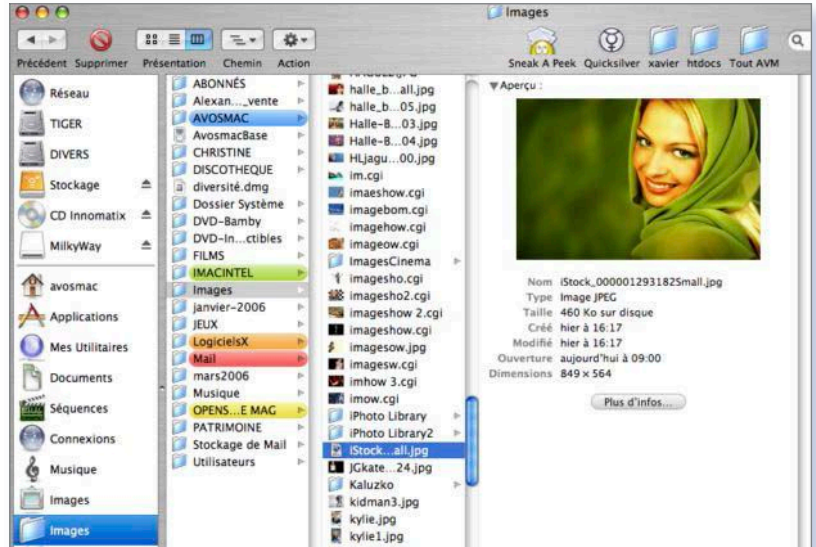 Images
Précédent Supprimer Présentation Chemin Action Sneak A Peek Quicksilver xavier htdocs Tout AVM
Réseau
TIGER
DIVERS
Stockage
CD Innomatix
MilkyWay
avosmac
Applications
Mes Utilitaires
Documents
Séquences
Connexions
Musique
Images
Images
ABONNÉS
Alexan..._vente
AVOSMAC
AvosmacBase
CHRISTINE
DISCOTHEQUE
diversité.dmg
Dossier Système
DVD-Bamby
DVD-In...ctibles
FILMS
IMACINTEL
Images
janvier-2006
JEUX
LogicielsX
Mail
mars2006
Musique
OPENS...E MAG
PATRIMOINE
Stockage de Mail
Utilisateurs
halle_b...all.jpg
halle_b...05.jpg
Halle-B...03.jpg
Halle-B...04.jpg
HLjagu...00.jpg
im.cgi
imaeshow.cgi
imagebom.cgi
imagehow.cgi
imageow.cgi
ImagesCinema
imagesho.cgi
imagesho2.cgi
imageshow 2.cgi
imageshow.cgi
imagesow.jpg
imagesw.cgi
imhow 3.cgi
imow.cgi
iPhoto Library
iPhoto Library2
iStock...all.jpg
JGkate...24.jpg
Kaluzko
kidman3.jpg
kylie.jpg
kylie1.jpg
Aperçu :
Nom iStock_000001293182Small.jpg
Type Image JPEG
Taille 460 Ko sur disque
Créé hier à 16:17
Modifié hier à 16:17
Ouverture aujourd'hui à 09:00
Dimensions 849 × 564
Plus d'infos...